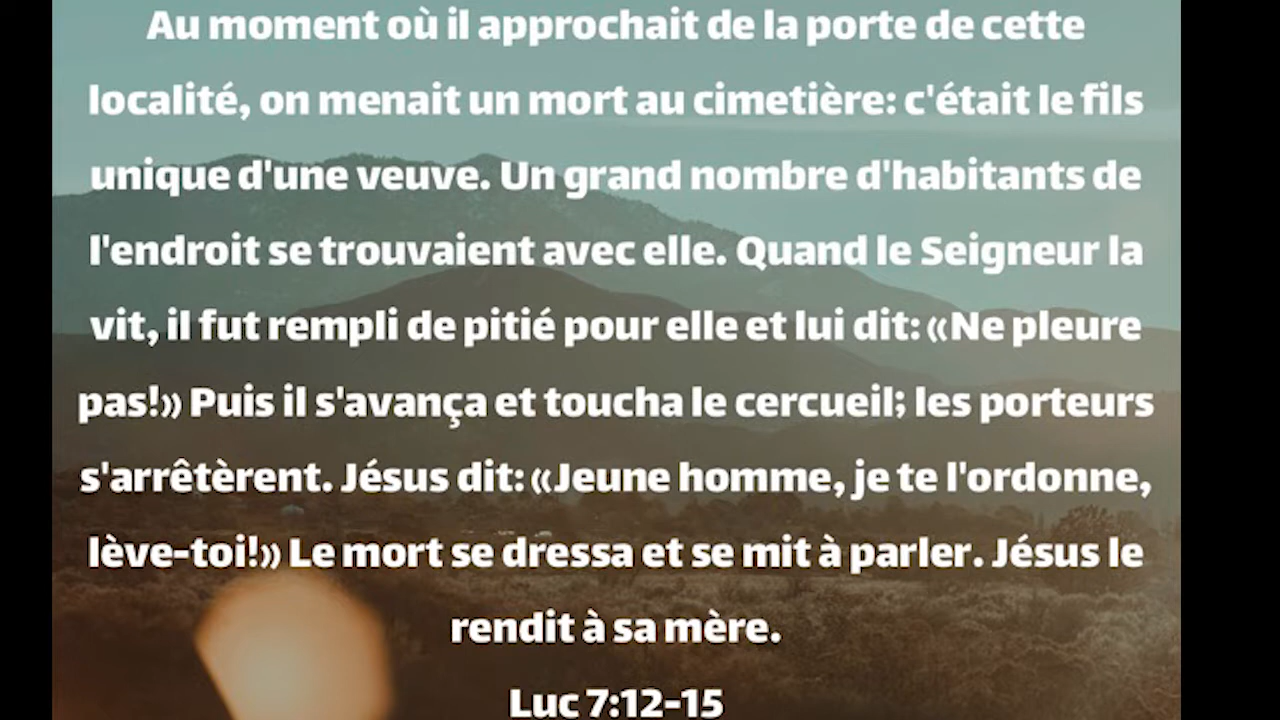 Au moment où il approchait de la porte de cette
localité, on menait un mort au cimetière: c'était le fils
unique d'une veuve. Un grand nombre d'habitants de
l'endroit se trouvaient avec elle. Quand le Seigneur la
vit, il fut rempli de pitié pour elle et lui dit: «Ne pleure
pas!» Puis il s'avança et toucha le cercueil; les porteurs
s'arrêtèrent. Jésus dit: «Jeune homme, je te l'ordonne,
lève-toi!» Le mort se dressa et se mit à parler. Jésus le
rendit à sa mère.
Luc 7:12-15